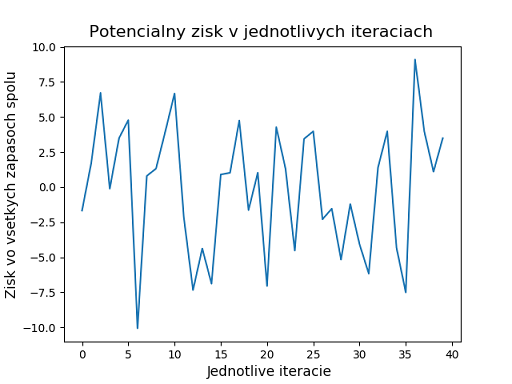 Potencialny zisk v jednotlivych iteraciach
Zisk vo vsetkych zapasoch spolu
10.0
7.5
5.0
2.5
0.0
−2.5
−5.0
−7.5
−10.0
0 5 10 15 20 25 30 35 40
Jednotlive iteracie